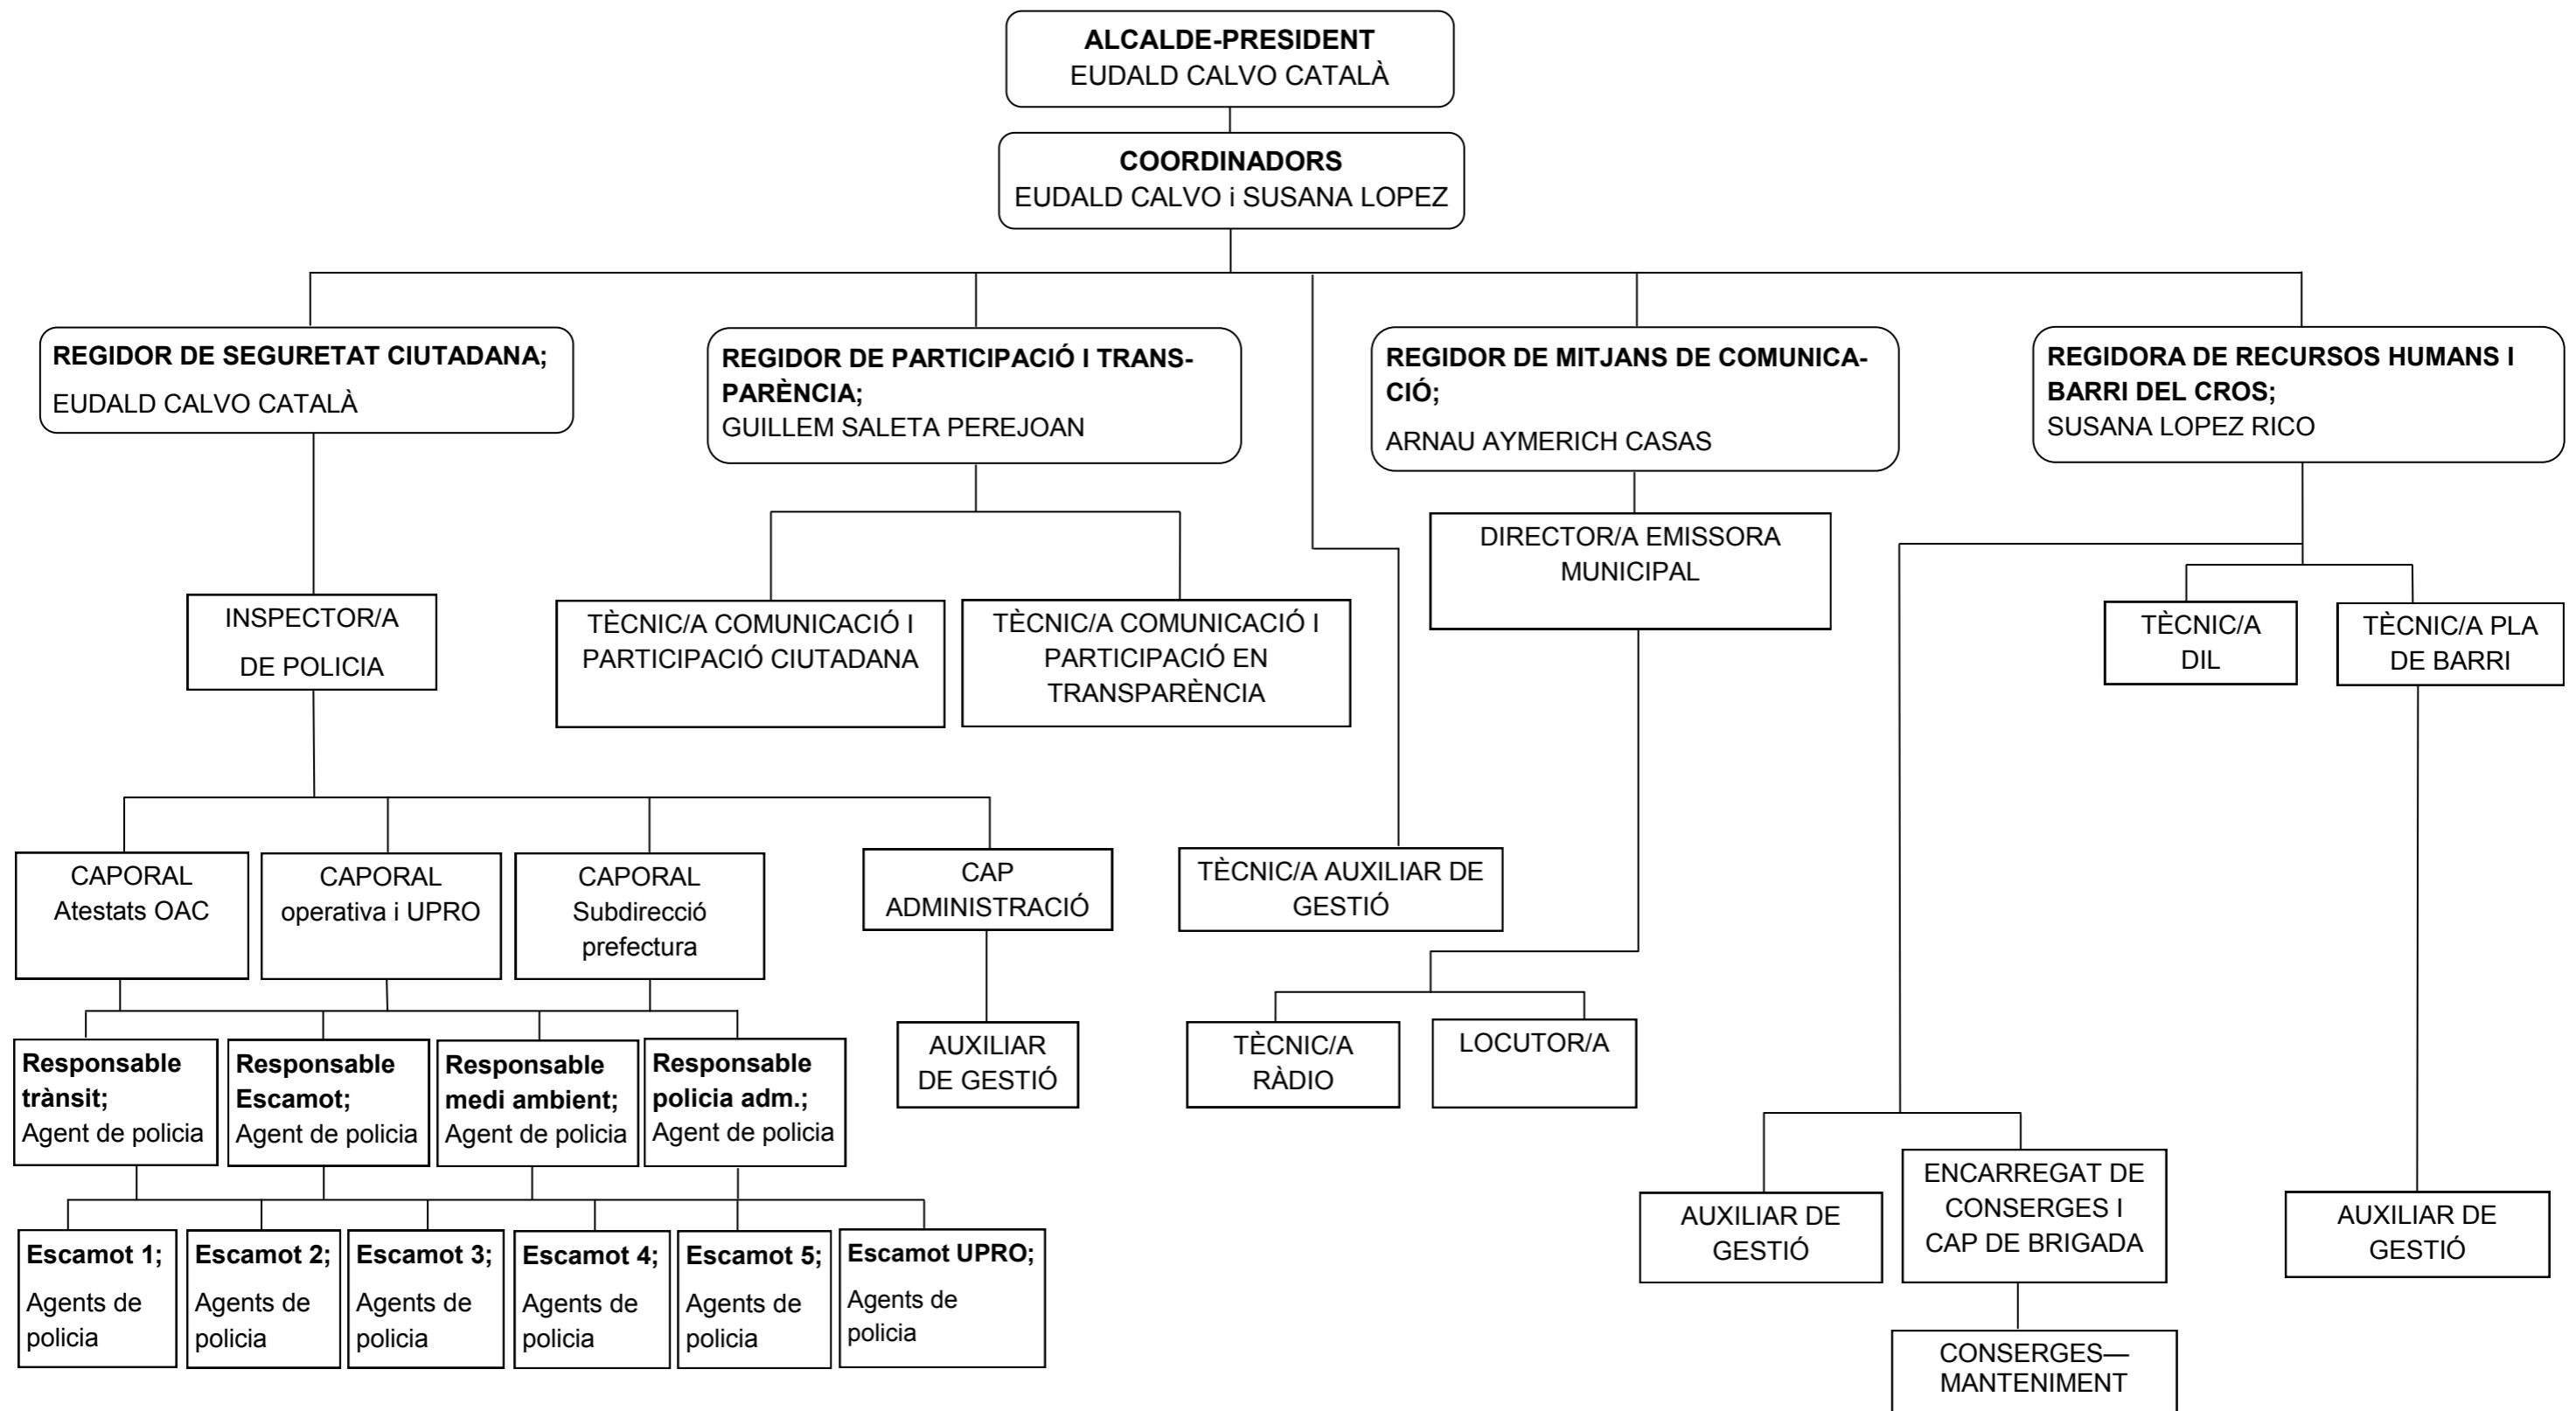 ALCALDE-PRESIDENT
EUDALD CALVO CATALÀ
COORDINADORS
EUDALD CALVO i SUSANA LOPEZ
REGIDOR DE SEGURETAT CIUTADANA;
EUDALD CALVO CATALÀ
REGIDOR DE PARTICIPACIÓ I TRANS-
PARÈNCIA;
GUILLEM SALETA PEREJOAN
REGIDOR DE MITJANS DE COMUNICA-
CIÓ;
ARNAU AYMERICH CASAS
REGIDORA DE RECURSOS HUMANS I
BARRI DEL CROS;
SUSANA LOPEZ RICO
INSPECTOR/A
DE POLICIA
TÈCNIC/A COMUNICACIÓ I
PARTICIPACIÓ CIUTADANA
TÈCNIC/A COMUNICACIÓ I
PARTICIPACIÓ EN
TRANSPARÈNCIA
DIRECTOR/A EMISSORA
MUNICIPAL
TÈCNIC/A
DIL
TÈCNIC/A PLA
DE BARRI
CAPORAL
Atestats OAC
CAPORAL
operativa i UPRO
CAPORAL
Subdirecció
prefectura
CAP
ADMINISTRACIÓ
TÈCNIC/A AUXILIAR DE
GESTIÓ
Responsable
trànsit;
Agent de policia
Responsable
Escamot;
Agent de policia
Responsable
medi ambient;
Agent de policia
Responsable
policia adm.;
Agent de policia
AUXILIAR
DE GESTIÓ
TÈCNIC/A
RÀDIO
LOCUTOR/A
AUXILIAR DE
GESTIÓ
ENCARREGAT DE
CONSERGES I
CAP DE BRIGADA
AUXILIAR DE
GESTIÓ
Escamot 1;
Agents de
policia
Escamot 2;
Agents de
policia
Escamot 3;
Agents de
policia
Escamot 4;
Agents de
policia
Escamot 5;
Agents de
policia
Escamot UPRO;
Agents de
policia
CONSERGES—
MANTENIMENT